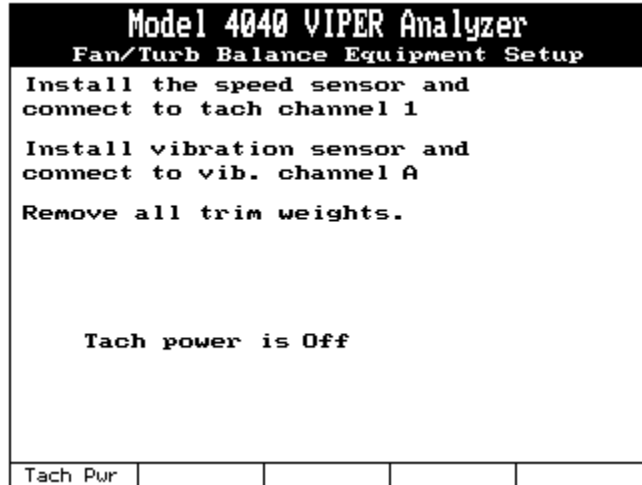 Model 4040 VIPER Analyzer
Fan/Turb Balance Equipment Setup
Install the speed sensor and
connect to tach channel 1
Install vibration sensor and
connect to vib. channel A
Remove all trim weights.
Tach power is Off
Tach Pwr